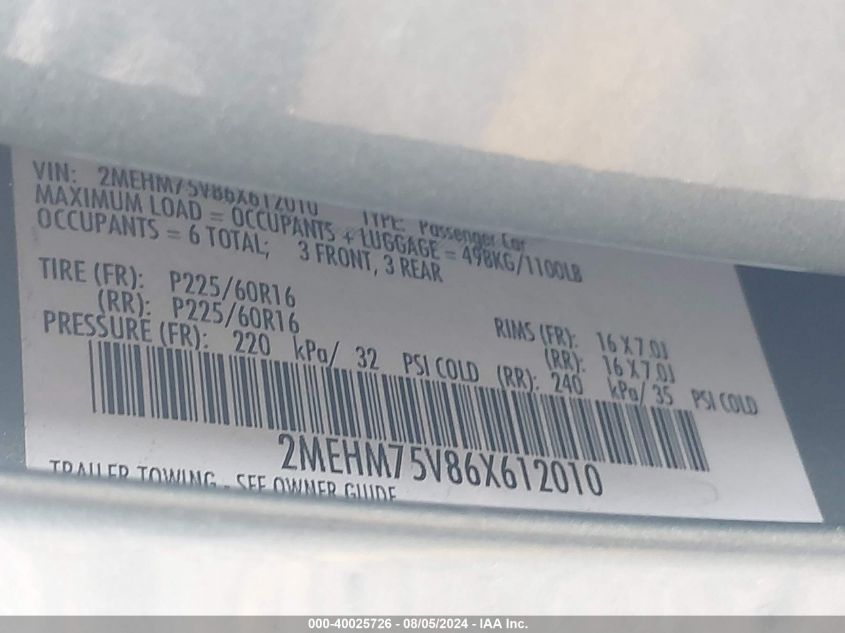 VIN: 2MEHM75V86X612010 TYPE: Passenger Car
MAXIMUM LOAD = OCCUPANTS + LUGGAGE = 498KG/1100LB
OCCUPANTS = 6 TOTAL; 3 FRONT, 3 REAR
TIRE (FR): P225/60R16 RIMS (FR): 16 X 7.0J
(RR): P225/60R16 (RR): 16 X 7.0J
PRESSURE (FR): 220 kPa/ 32 PSI COLD (RR): 240 kPa/ 35 PSI COLD
2MEHM75V86X612010
TRAILER TOWING - SEE OWNER GUIDE
000-40025726 - 08/05/2024 - IAA Inc.